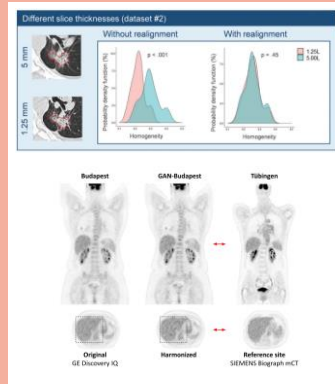 Different slice thicknesses (dataset #2)
Without realignment
With realignment
5 mm
1.25 mm
Probability density function (%)
p < .001
Homogeneity
Probability density function (%)
p = .45
1.25L
5.00L
Homogeneity
Budapest
GAN-Budapest
Tübingen
Original
GE Discovery IQ
Harmonized
Reference site
SIEMENS Biograph mCT